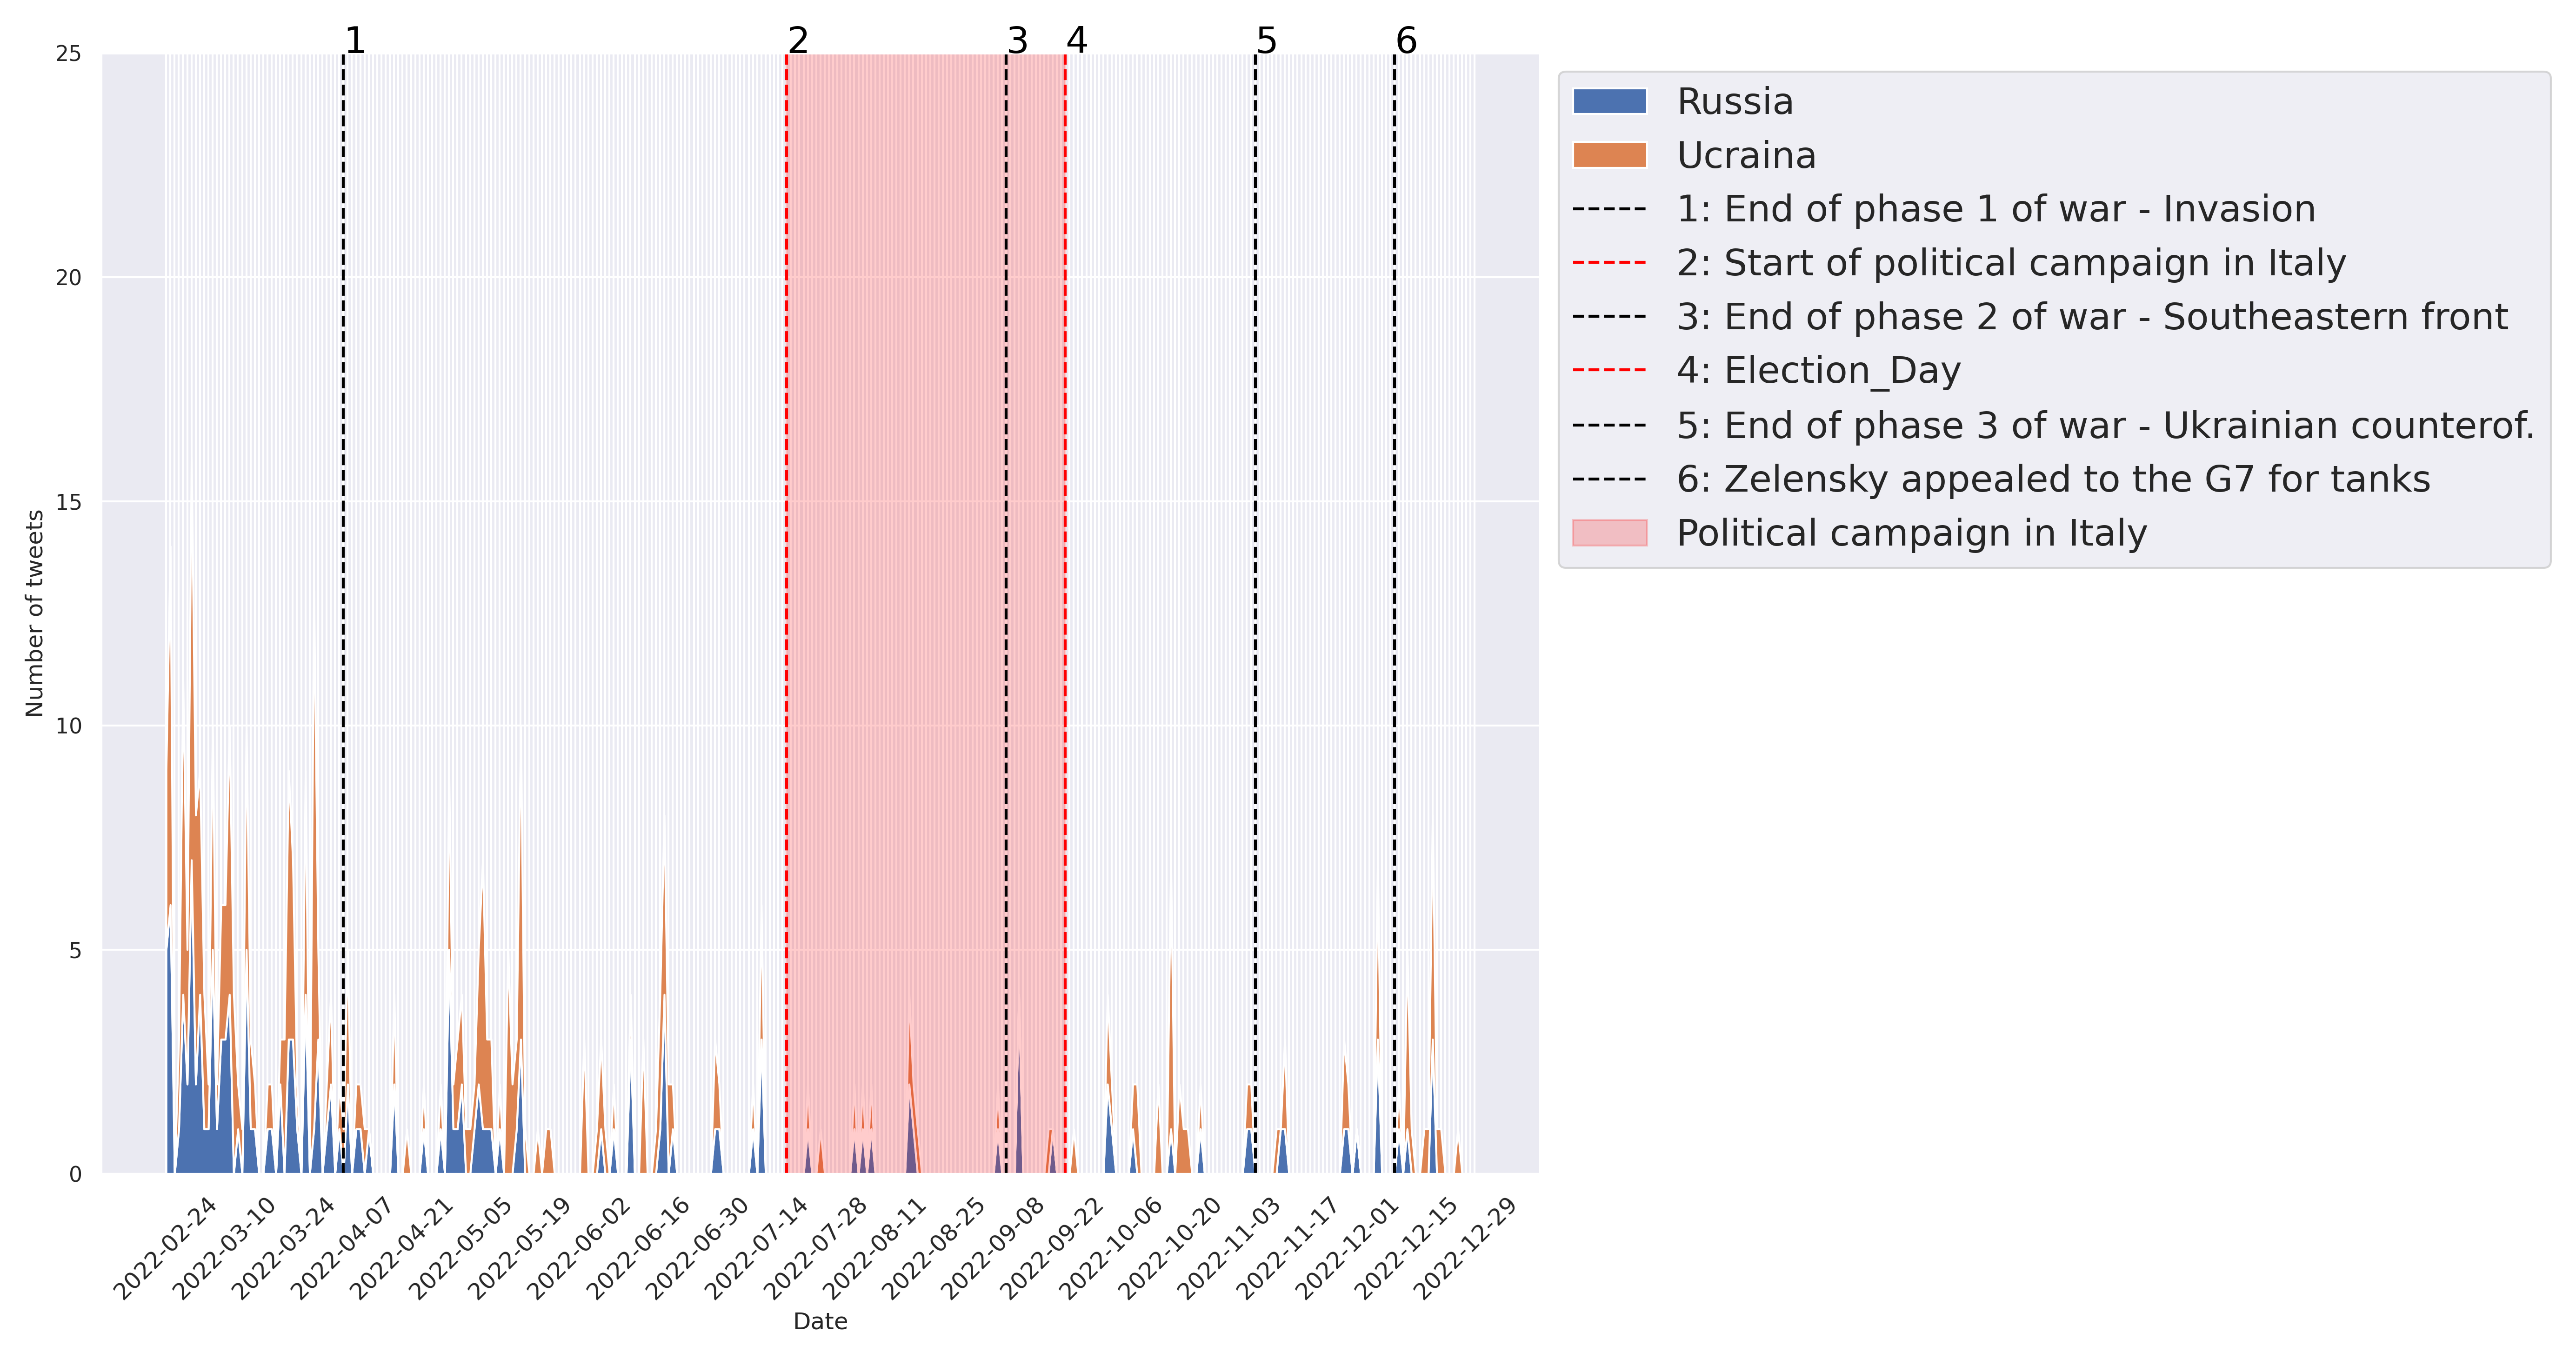 1 2 3 4 5 6
25
20
15
10
5
0
Number of tweets
2022-02-24
2022-03-10
2022-03-24
2022-04-07
2022-04-21
2022-05-05
2022-05-19
2022-06-02
2022-06-16
2022-06-30
2022-07-14
2022-07-28
2022-08-11
2022-08-25
2022-09-08
2022-09-22
2022-10-06
2022-10-20
2022-11-03
2022-11-17
2022-12-01
2022-12-15
2022-12-29
Date
Russia
Ucraina
1: End of phase 1 of war - Invasion
2: Start of political campaign in Italy
3: End of phase 2 of war - Southeastern front
4: Election_Day
5: End of phase 3 of war - Ukrainian counterof.
6: Zelensky appealed to the G7 for tanks
Political campaign in Italy